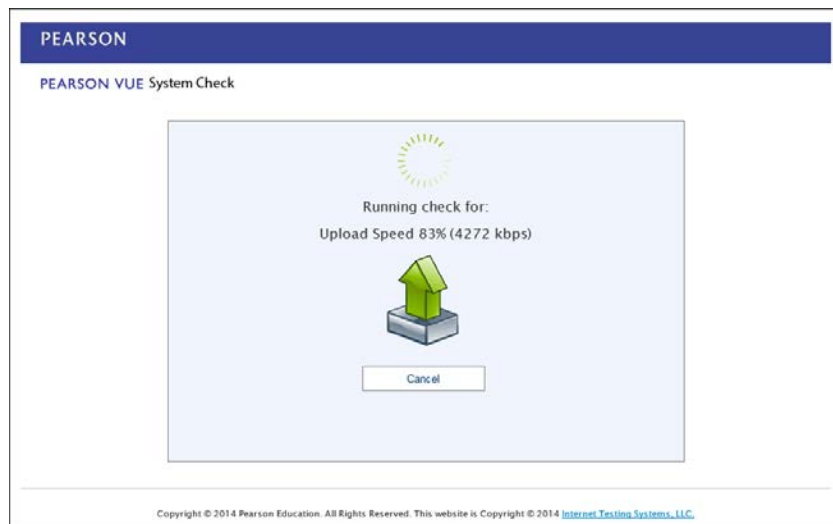 PEARSON
PEARSON VUE System Check
Running check for:
Upload Speed 83% (4272 kbps)
Cancel
Copyright © 2014 Pearson Education. All Rights Reserved. This website is Copyright © 2014 Internet Testing Systems, LLC.